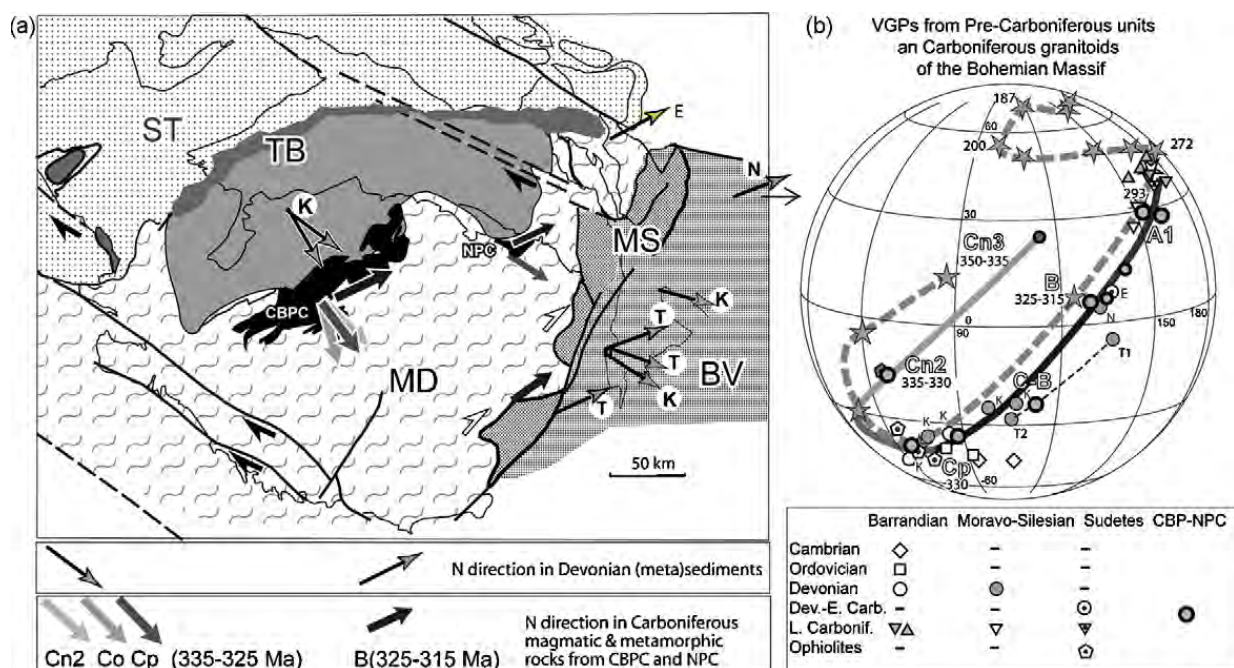 (a)
ST
TB
E
N
K
NPC
MS
CBPC
K
T
T
K
T
MD
BV
50 km
N direction in Devonian (meta)sediments
Cn2 Co Cp (335-325 Ma)
B(325-315 Ma)
N direction in Carboniferous
magmatic & metamorphic
rocks from CBPC and NPC
(b)
VGPs from Pre-Carboniferous units
an Carboniferous granitoids
of the Bohemian Massif
187
60
200
272
293
30
A1
Cn3
350-335
B
325-315
E
N
0
90
150
180
T1
Cn2
335-330
C-B
K
K
K
T2
K
Cp
330
-60
Barrandian Moravo-Silesian Sudetes CBP-NPC
Cambrian – –
Ordovician – –
Devonian –
Dev.-E. Carb. – –
L. Carbonif.
Ophiolites – –